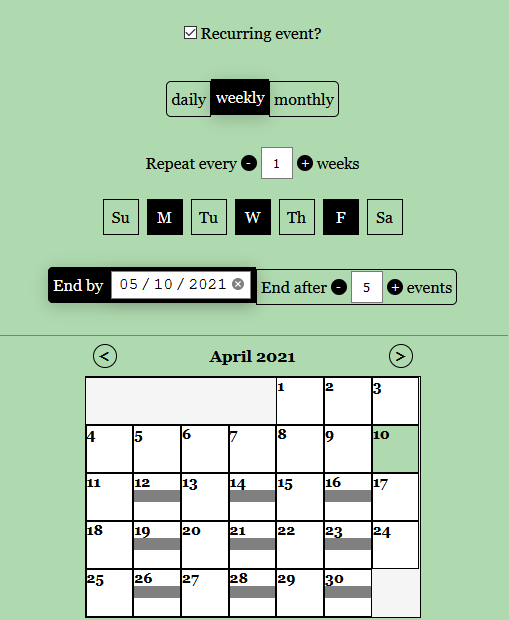 Recurring event?
daily weekly monthly
Repeat every - 1 + weeks
Su M Tu W Th F Sa
End by 05/10/2021 End after - 5 + events
< April 2021 >
1 2 3
4 5 6 7 8 9 10
11 12 13 14 15 16 17
18 19 20 21 22 23 24
25 26 27 28 29 30